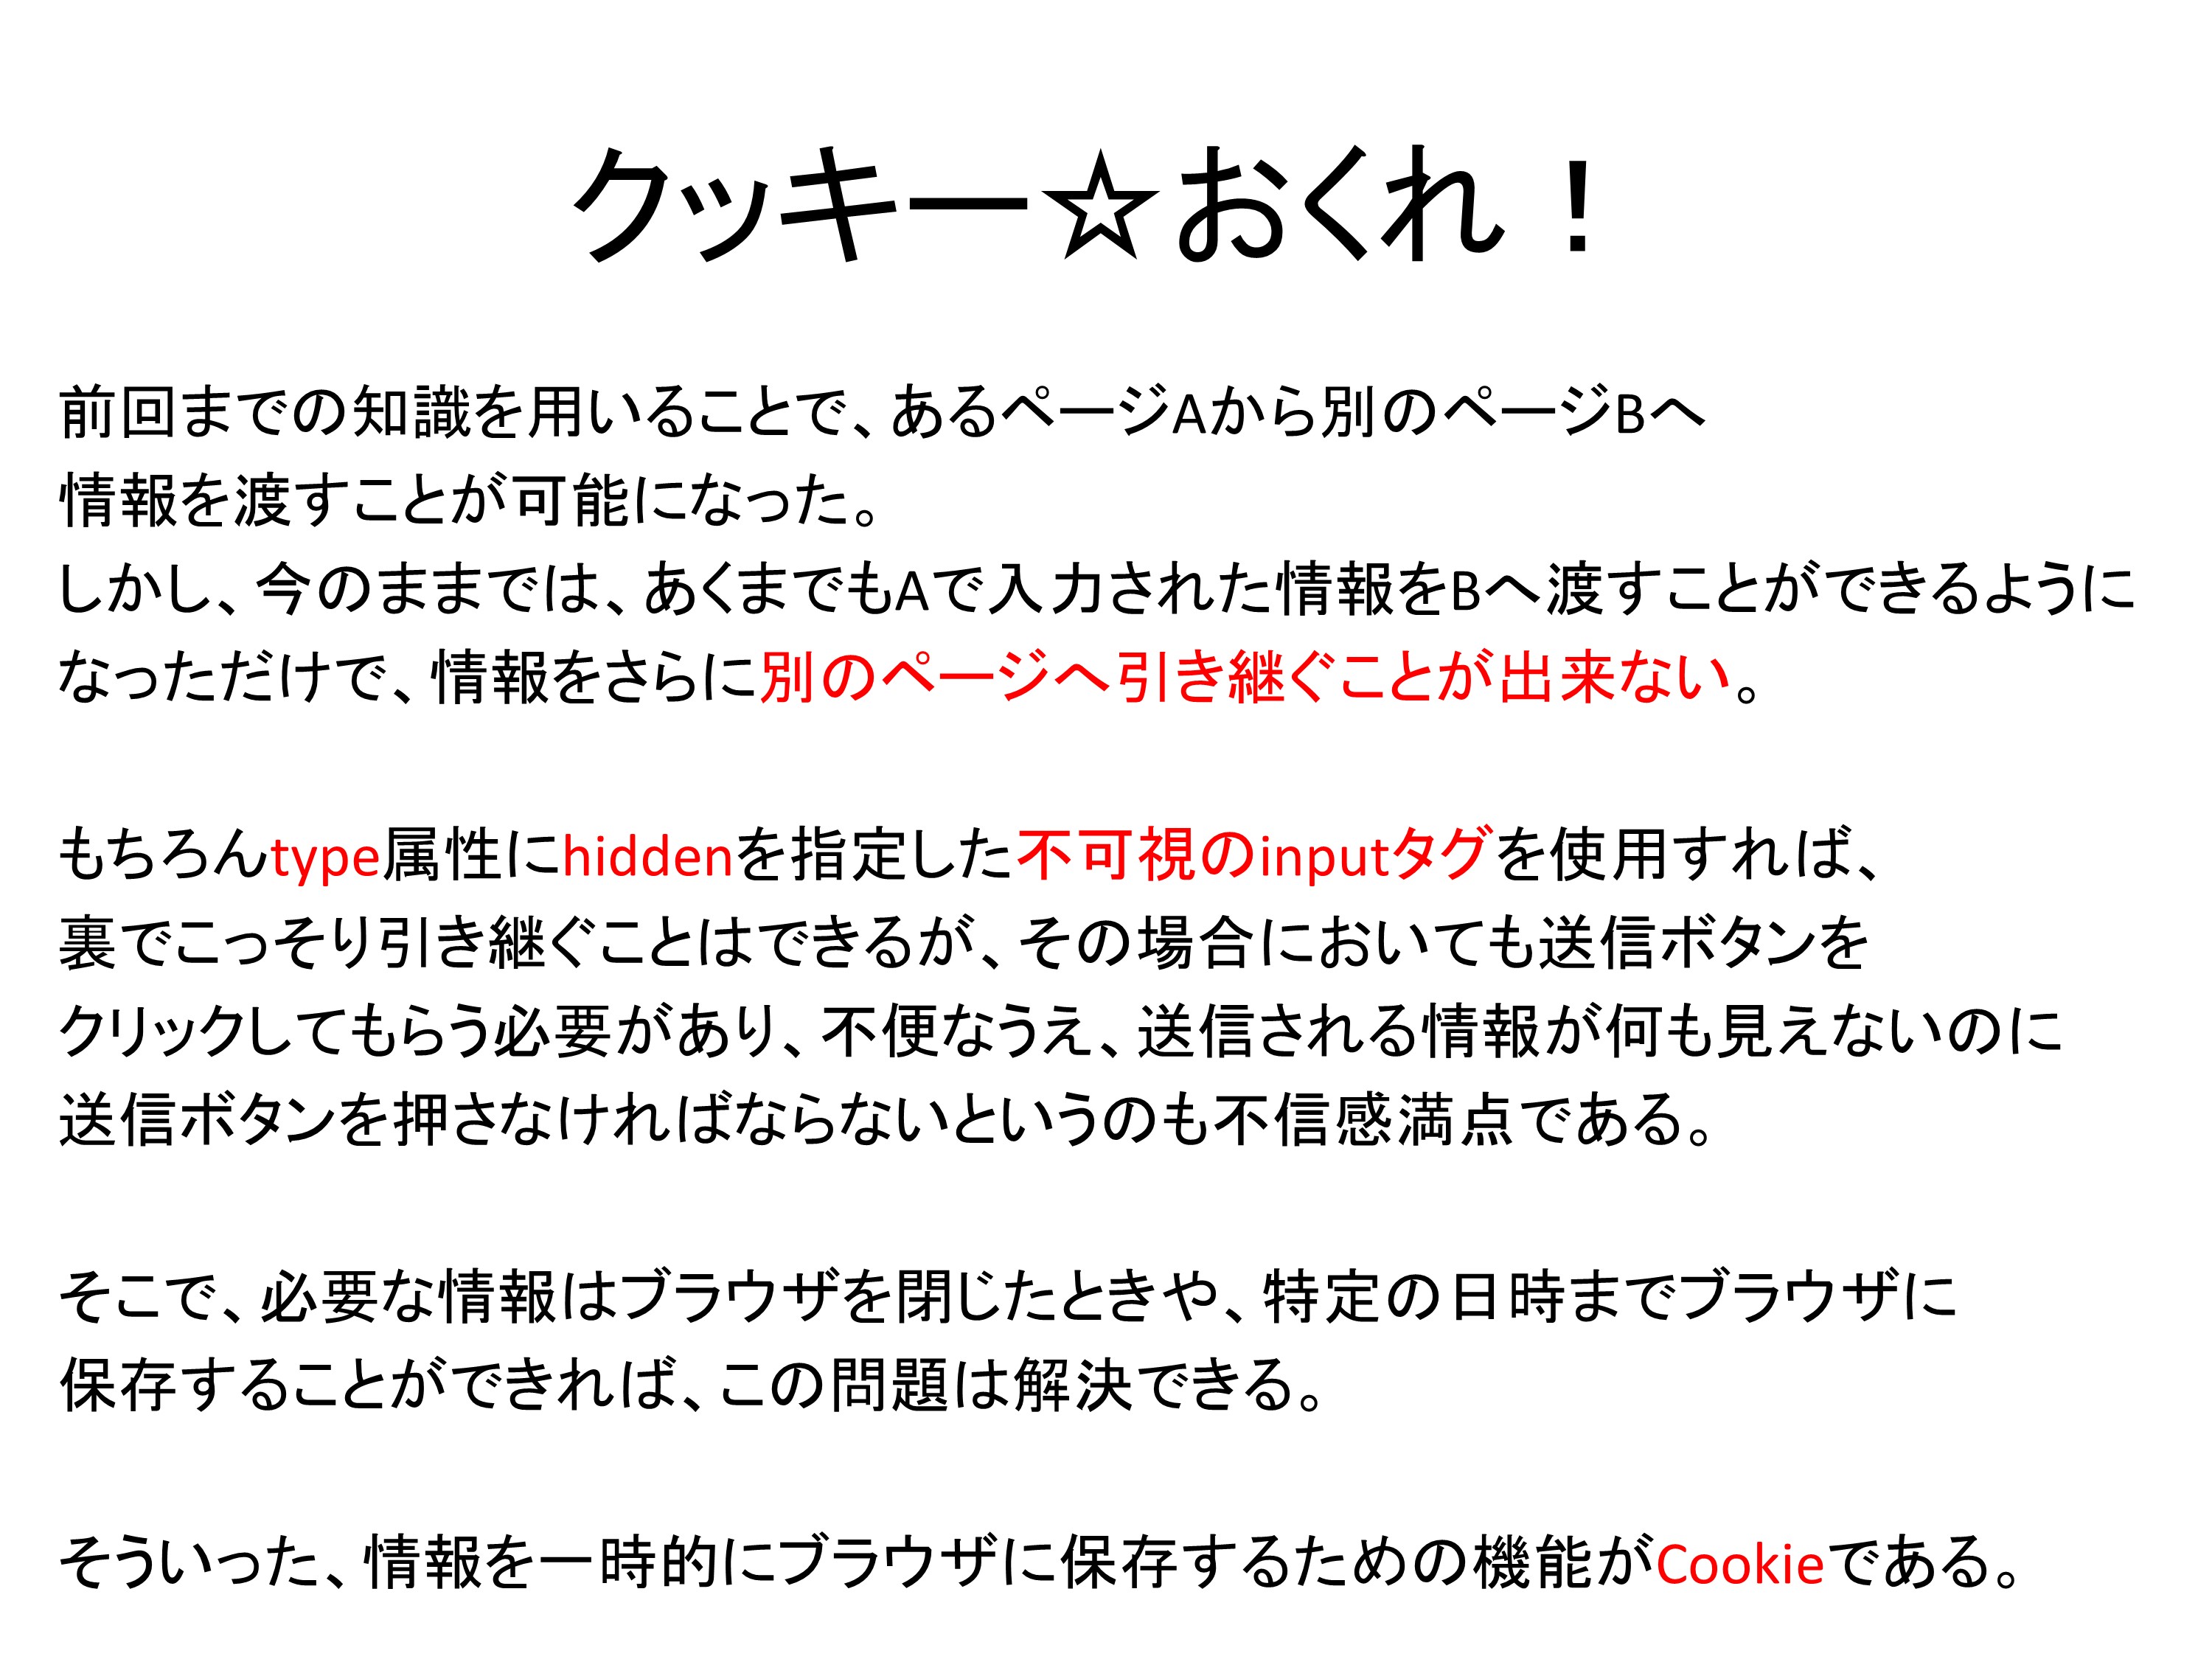 クッキー☆おくれ！
前回までの知識を用いることで、あるページAから別のページBへ
情報を渡すことが可能になった。
しかし、今のままでは、あくまでもAで入力された情報をBへ渡すことができるように
なっただけで、情報をさらに別のページへ引き継ぐことが出来ない。
もちろんtype属性にhiddenを指定した不可視のinputタグを使用すれば、
裏でこっそり引き継ぐことはできるが、その場合においても送信ボタンを
クリックしてもらう必要があり、不便なうえ、送信される情報が何も見えないのに
送信ボタンを押さなければならないというのも不信感満点である。
そこで、必要な情報はブラウザを閉じたときや、特定の日時までブラウザに
保存することができれば、この問題は解決できる。
そういった、情報を一時的にブラウザに保存するための機能がCookieである。